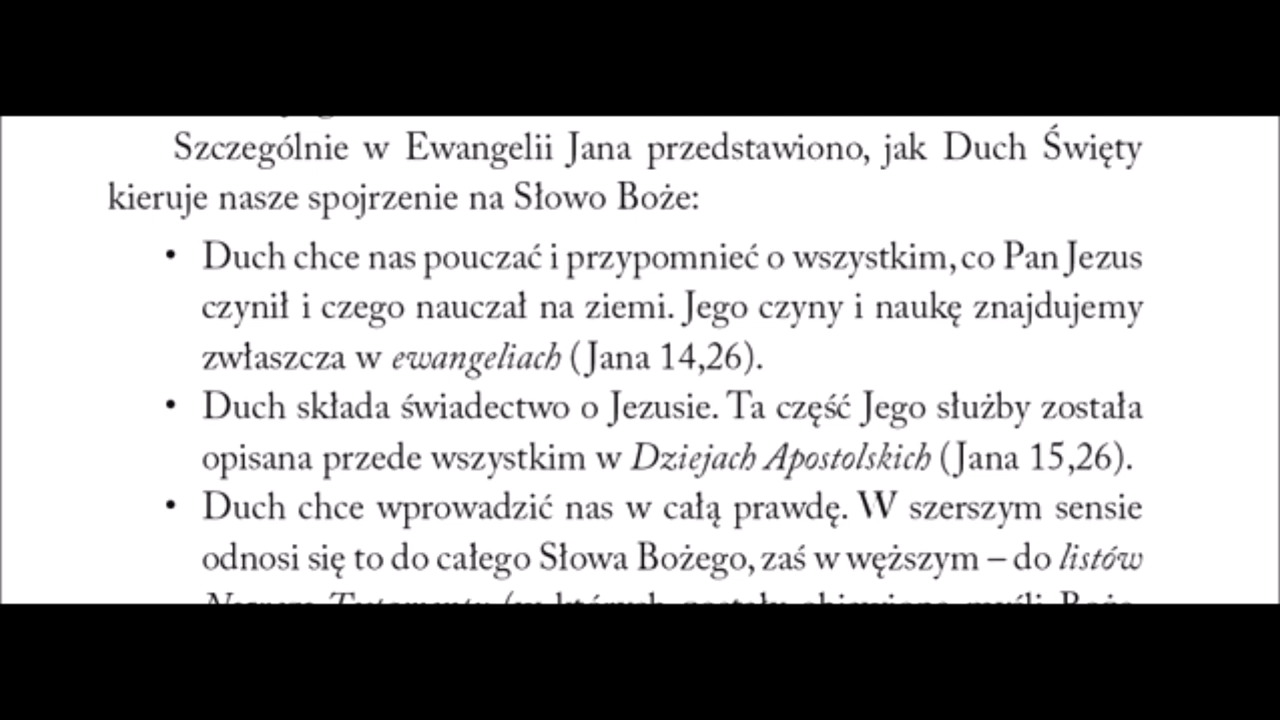 Szczególnie w Ewangelii Jana przedstawiono, jak Duch Święty
kieruje nasze spojrzenie na Słowo Boże:
• Duch chce nas pouczać i przypomnieć o wszystkim, co Pan Jezus
czynił i czego nauczał na ziemi. Jego czyny i naukę znajdujemy
zwłaszcza w ewangeliach (Jana 14,26).
• Duch składa świadectwo o Jezusie. Ta część Jego służby została
opisana przede wszystkim w Dziejach Apostolskich (Jana 15,26).
• Duch chce wprowadzić nas w całą prawdę. W szerszym sensie
odnosi się to do całego Słowa Bożego, zaś w węższym – do listów